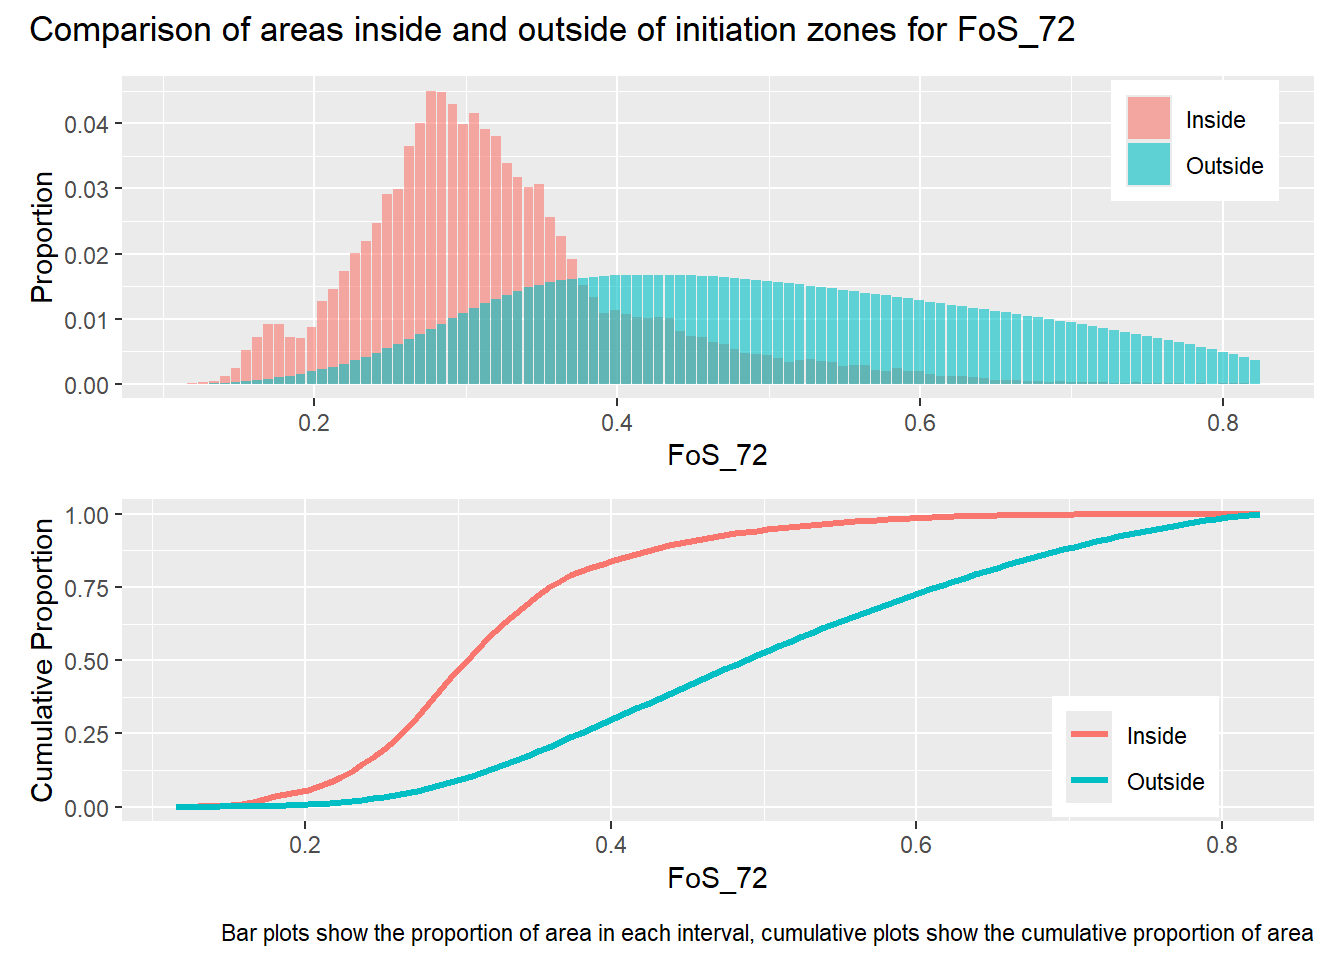 Comparison of areas inside and outside of initiation zones for FoS_72
Proportion
0.04
0.03
0.02
0.01
0.00
Inside
Outside
0.2 0.4 0.6 0.8
FoS_72
Cumulative Proportion
1.00
0.75
0.50
0.25
0.00
Inside
Outside
0.2 0.4 0.6 0.8
FoS_72
Bar plots show the proportion of area in each interval, cumulative plots show the cumulative proportion of area